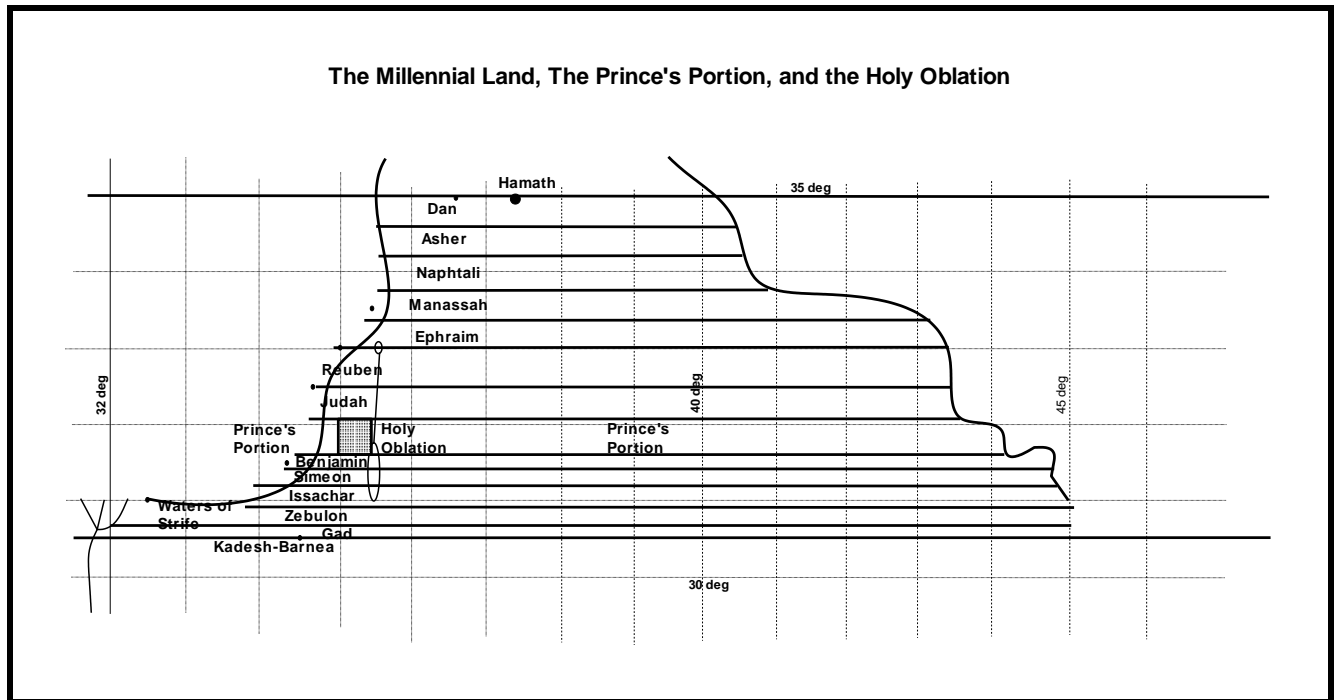 The Millennial Land, The Prince's Portion, and the Holy Oblation
Hamath
35 deg
Dan
Asher
Naphtali
Manassah
Ephraim
Reuben
32 deg
40 deg
45 deg
Judah
Prince's
Portion
Holy
Oblation
Prince's
Portion
Benjamin
Simeon
Issachar
Waters of
Strife
Zebulon
Gad
Kadesh-Barnea
30 deg